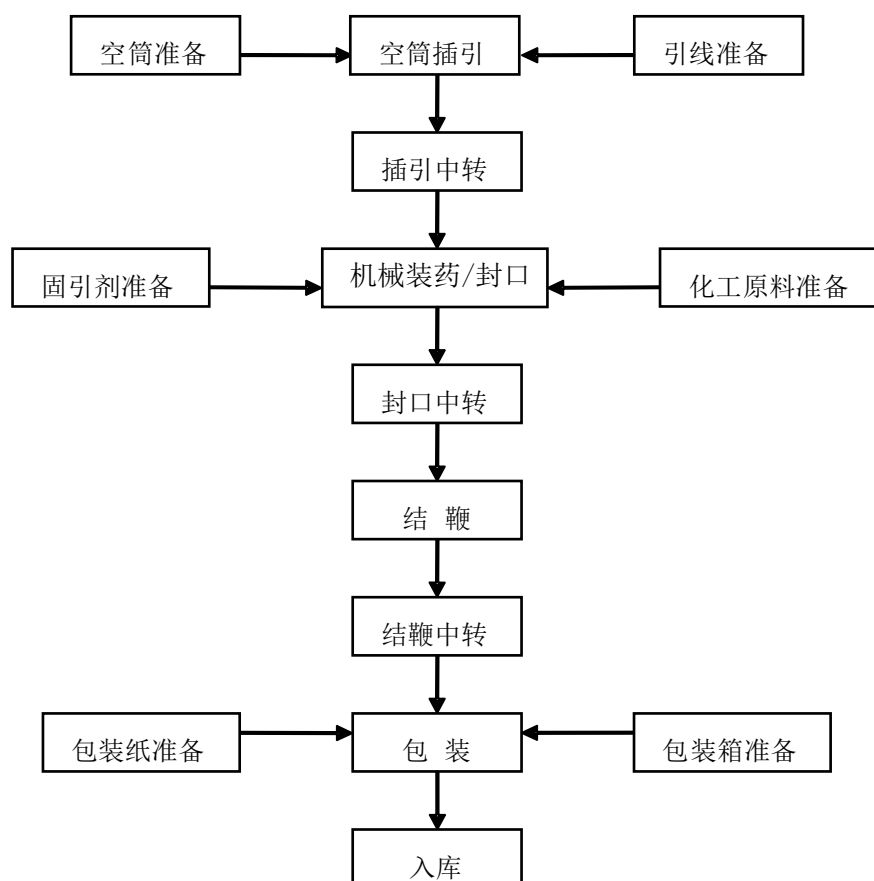 空筒准备
空筒插引
引线准备
插引中转
固引剂准备
机械装药/封口
化工原料准备
封口中转
结 鞭
结鞭中转
包装纸准备
包 装
包装箱准备
入库